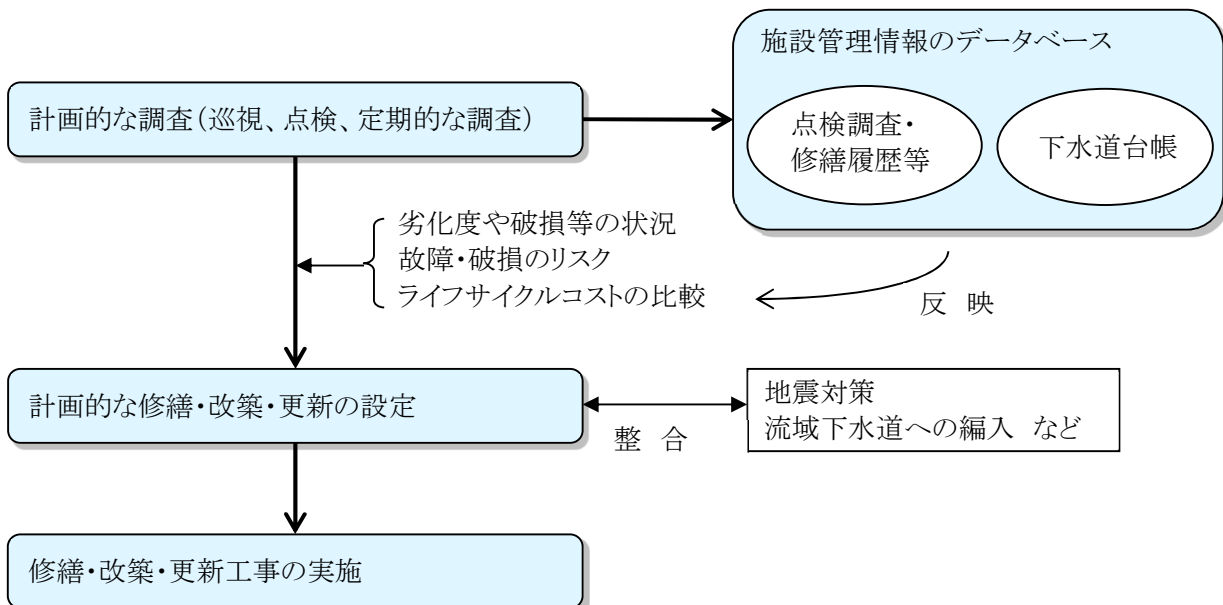 施設管理情報のデータベース
計画的な調査(巡視、点検、定期的な調査)
点検調査・
修繕履歴等
下水道台帳
劣化度や破損等の状況
故障・破損のリスク
ライフサイクルコストの比較
反 映
計画的な修繕・改築・更新の設定
整 合
地震対策
流域下水道への編入 など
修繕・改築・更新工事の実施